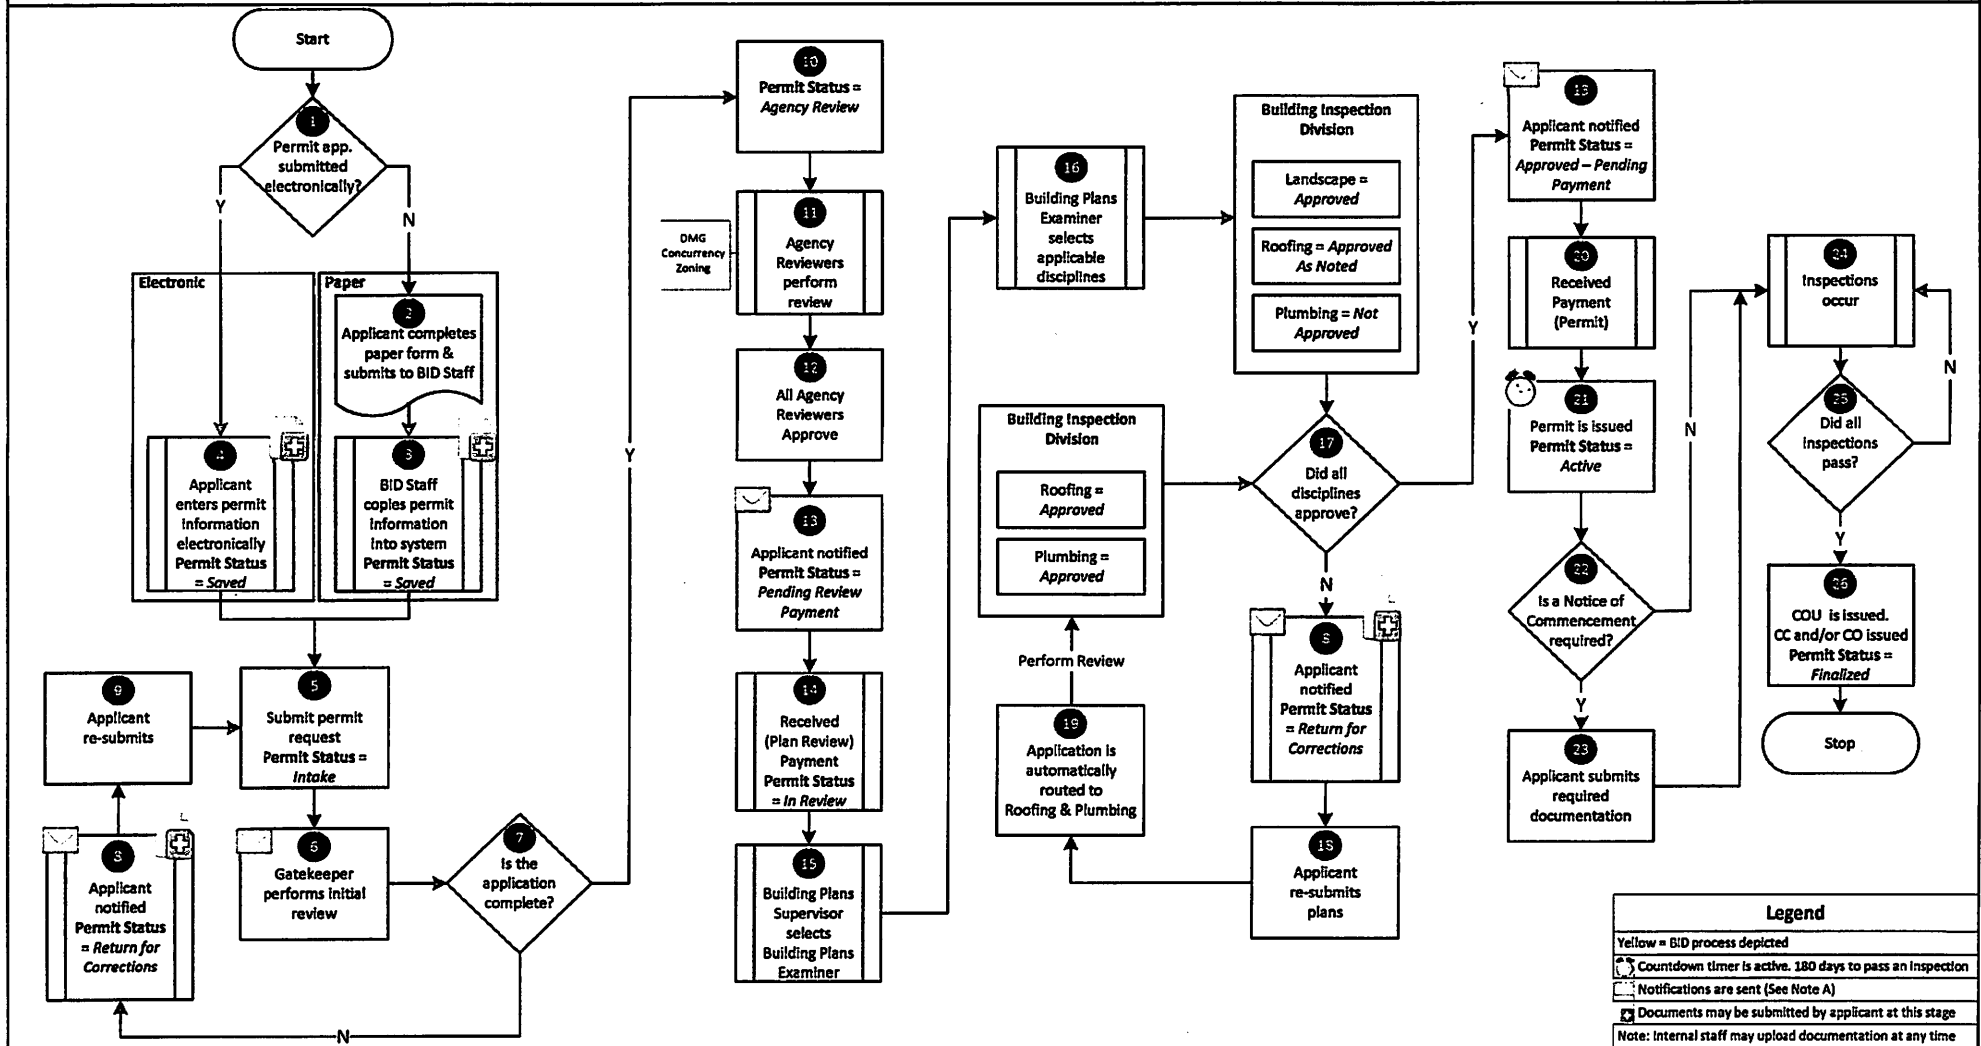 Start
1
Permit app.
submitted
electronically?
Y
N
Electronic
Paper
2
Applicant completes
paper form &
submits to BID Staff
4
Applicant
enters permit
information
electronically
Permit Status
= Saved
3
BID Staff
copies permit
information
into system
Permit Status
= Saved
9
Applicant
re-submits
5
Submit permit
request
Permit Status =
Intake
8
Applicant
notified
Permit Status
= Return for
Corrections
6
Gatekeeper
performs initial
review
7
Is the
application
complete?
N
Y
10
Permit Status =
Agency Review
DMG
Concurrency
Zoning
11
Agency
Reviewers
perform
review
12
All Agency
Reviewers
Approve
13
Applicant notified
Permit Status =
Pending Review
Payment
14
Received
(Plan Review)
Payment
Permit Status
= In Review
15
Building Plans
Supervisor
selects
Building Plans
Examiner
16
Building Plans
Examiner
selects
applicable
disciplines
Building Inspection
Division
Landscape =
Approved
Roofing = Approved
As Noted
Plumbing = Not
Approved
Building Inspection
Division
Roofing =
Approved
Plumbing =
Approved
17
Did all
disciplines
approve?
Y
N
Perform Review
8
Applicant
notified
Permit Status
= Return for
Corrections
19
Application is
automatically
routed to
Roofing & Plumbing
18
Applicant
re-submits
plans
13
Applicant notified
Permit Status =
Approved – Pending
Payment
20
Received
Payment
(Permit)
21
Permit is issued
Permit Status =
Active
22
Is a Notice of
Commencement
required?
N
Y
23
Applicant submits
required
documentation
24
Inspections
occur
25
Did all
inspections
pass?
N
Y
26
COU is issued.
CC and/or CO issued
Permit Status =
Finalized
Stop
Legend
Yellow = BID process depicted
Countdown timer is active. 180 days to pass an inspection
Notifications are sent (See Note A)
Documents may be submitted by applicant at this stage
Note: Internal staff may upload documentation at any time